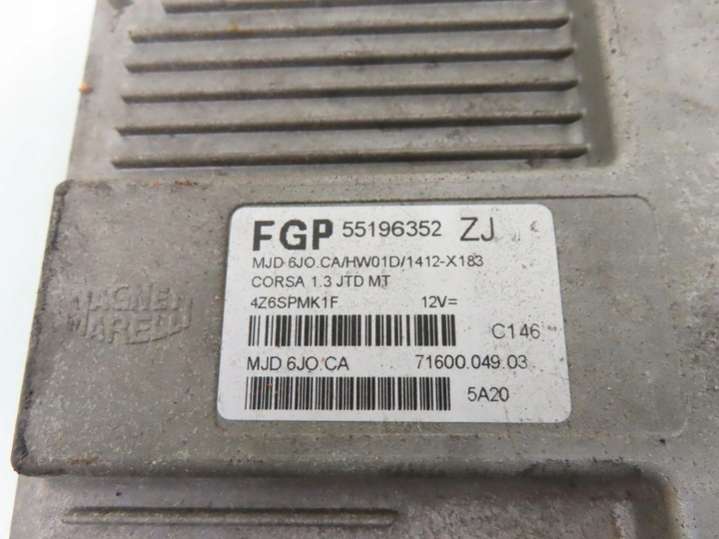 MAGNETI
MARELLI
FGP 55196352 ZJ
MJD 6JO.CA/HW01D/1412-X183
CORSA 1.3 JTD MT
4Z6SPMK1F 12V=
C146
MJD 6JO.CA 71600.049.03
5A20